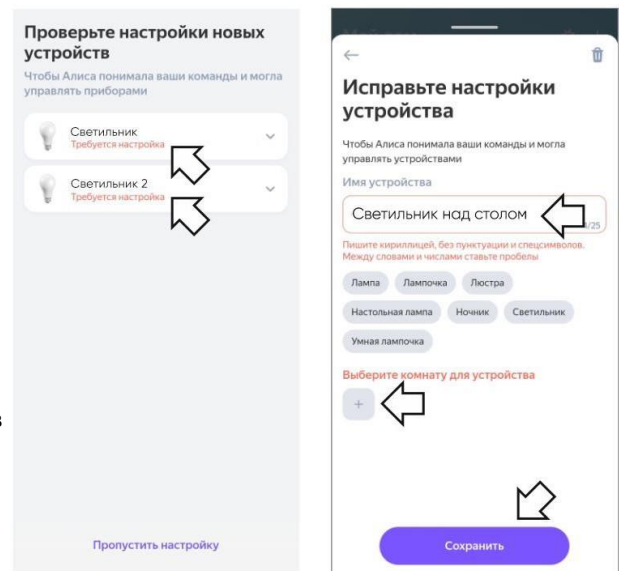 Проверьте настройки новых
устройств
Чтобы Алиса понимала ваши команды и могла
управлять приборами
Светильник
Требуется настройка
Светильник 2
Требуется настройка
в
Пропустить настройку
Исправьте настройки
устройства
Чтобы Алиса понимала ваши команды и могла
управлять устройствами
Имя устройства
Светильник над столом
/25
Пишите кириллицей, без пунктуации и спецсимволов.
Между словами и числами ставьте пробелы
Лампа Лампочка Люстра
Настольная лампа Ночник Светильник
Умная лампочка
Выберите комнату для устройства
+
Сохранить